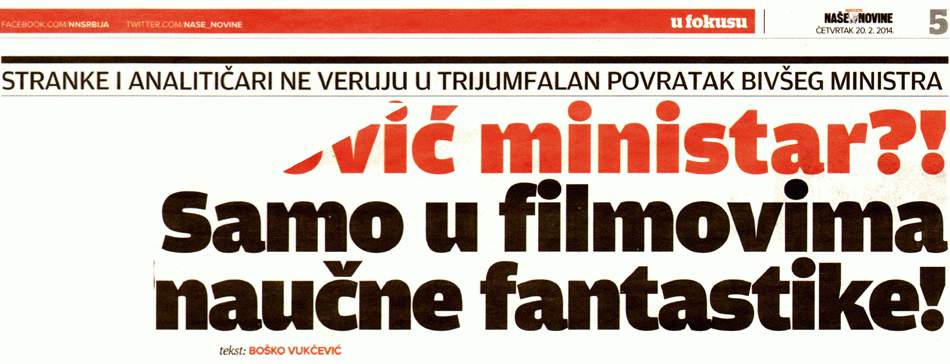 FACEBOOK.COM/NNSRBIJA TWITTER.COM/NASE_NOVINE u fokusu NAŠE NOVINE 5
ČETVRTAK 20. 2. 2014.
STRANKE I ANALITIČARI NE VERUJU U TRIJUMFALAN POVRATAK BIVŠEG MINISTRA
ović ministar?!
Samo u filmovima
naučne fantastike!
tekst: BOŠKO VUKČEVIĆ